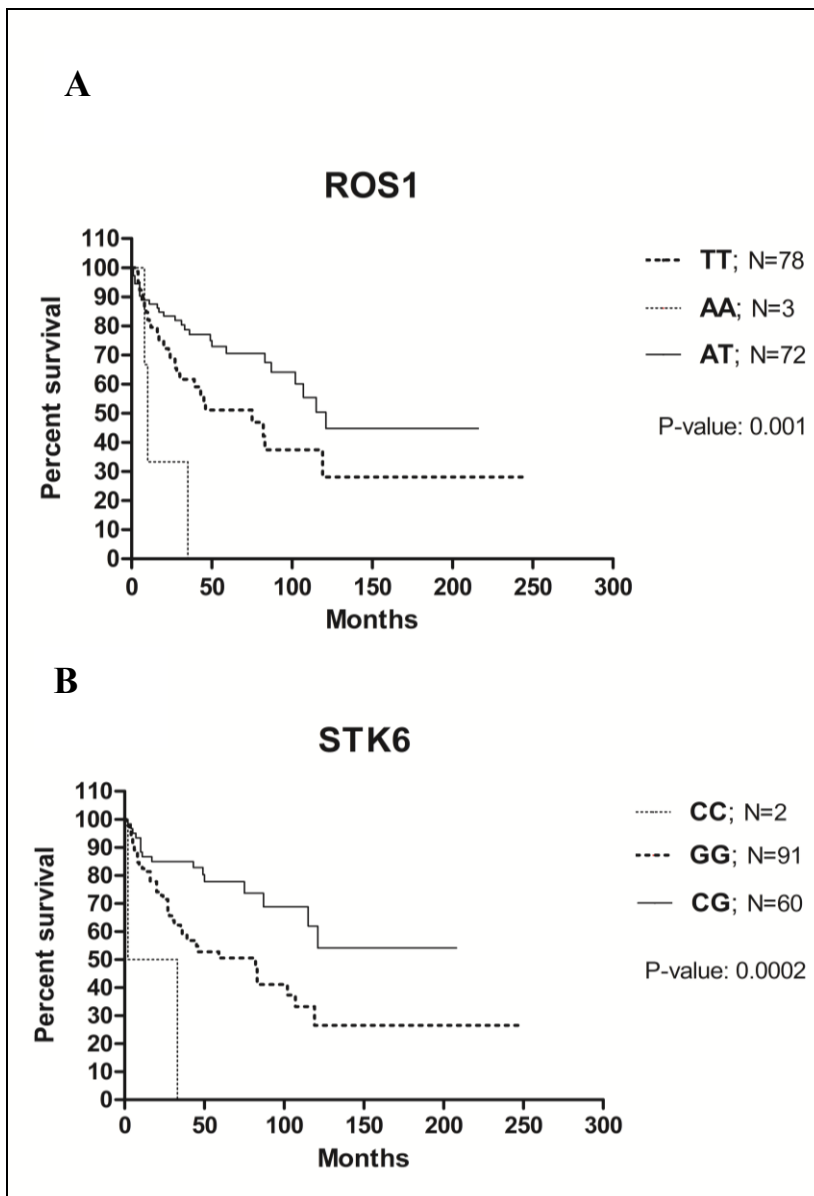 A
ROS1
110
100
90
80
70
60
50
40
30
20
10
0
Percent survival
0 50 100 150 200 250 300
Months
TT; N=78
AA; N=3
AT; N=72
P-value: 0.001
B
STK6
110
100
90
80
70
60
50
40
30
20
10
0
Percent survival
0 50 100 150 200 250 300
Months
CC; N=2
GG; N=91
CG; N=60
P-value: 0.0002